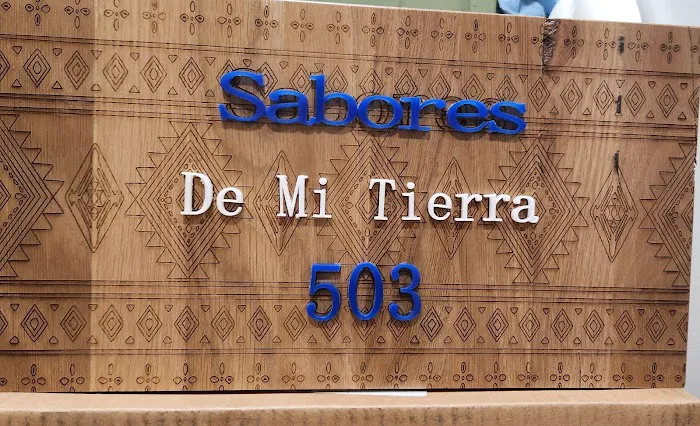 Sabores
De Mi Tierra
503